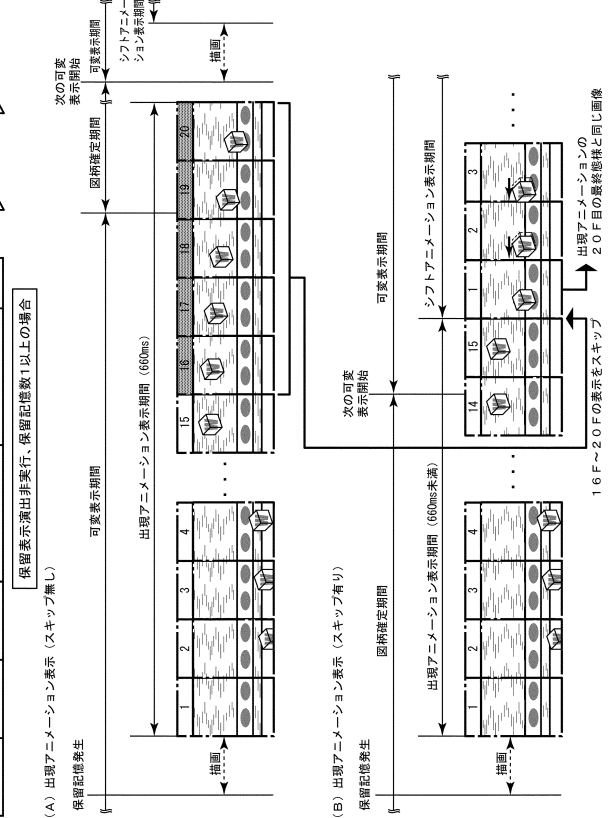 保留表示演出非実行、保留記憶数1以上の場合
(A) 出現アニメーション表示 (スキップ無し)
保留記憶発生
可変表示期間
図柄確定期間
次の可変
表示開始
可変表示期間
シフトアニメー
ション表示期間
描画
出現アニメーション表示期間 (660ms)
描画
1 2 3 4 ・・・ 15 16 17 18 19 20
(B) 出現アニメーション表示 (スキップ有り)
保留記憶発生
図柄確定期間
次の可変
表示開始
可変表示期間
描画
出現アニメーション表示期間 (660ms未満)
シフトアニメーション表示期間
1 2 3 4 ・・・ 14 15 1 2 3 ・・・
16F~20Fの表示をスキップ
出現アニメーションの
20F目の最終態様と同じ画像